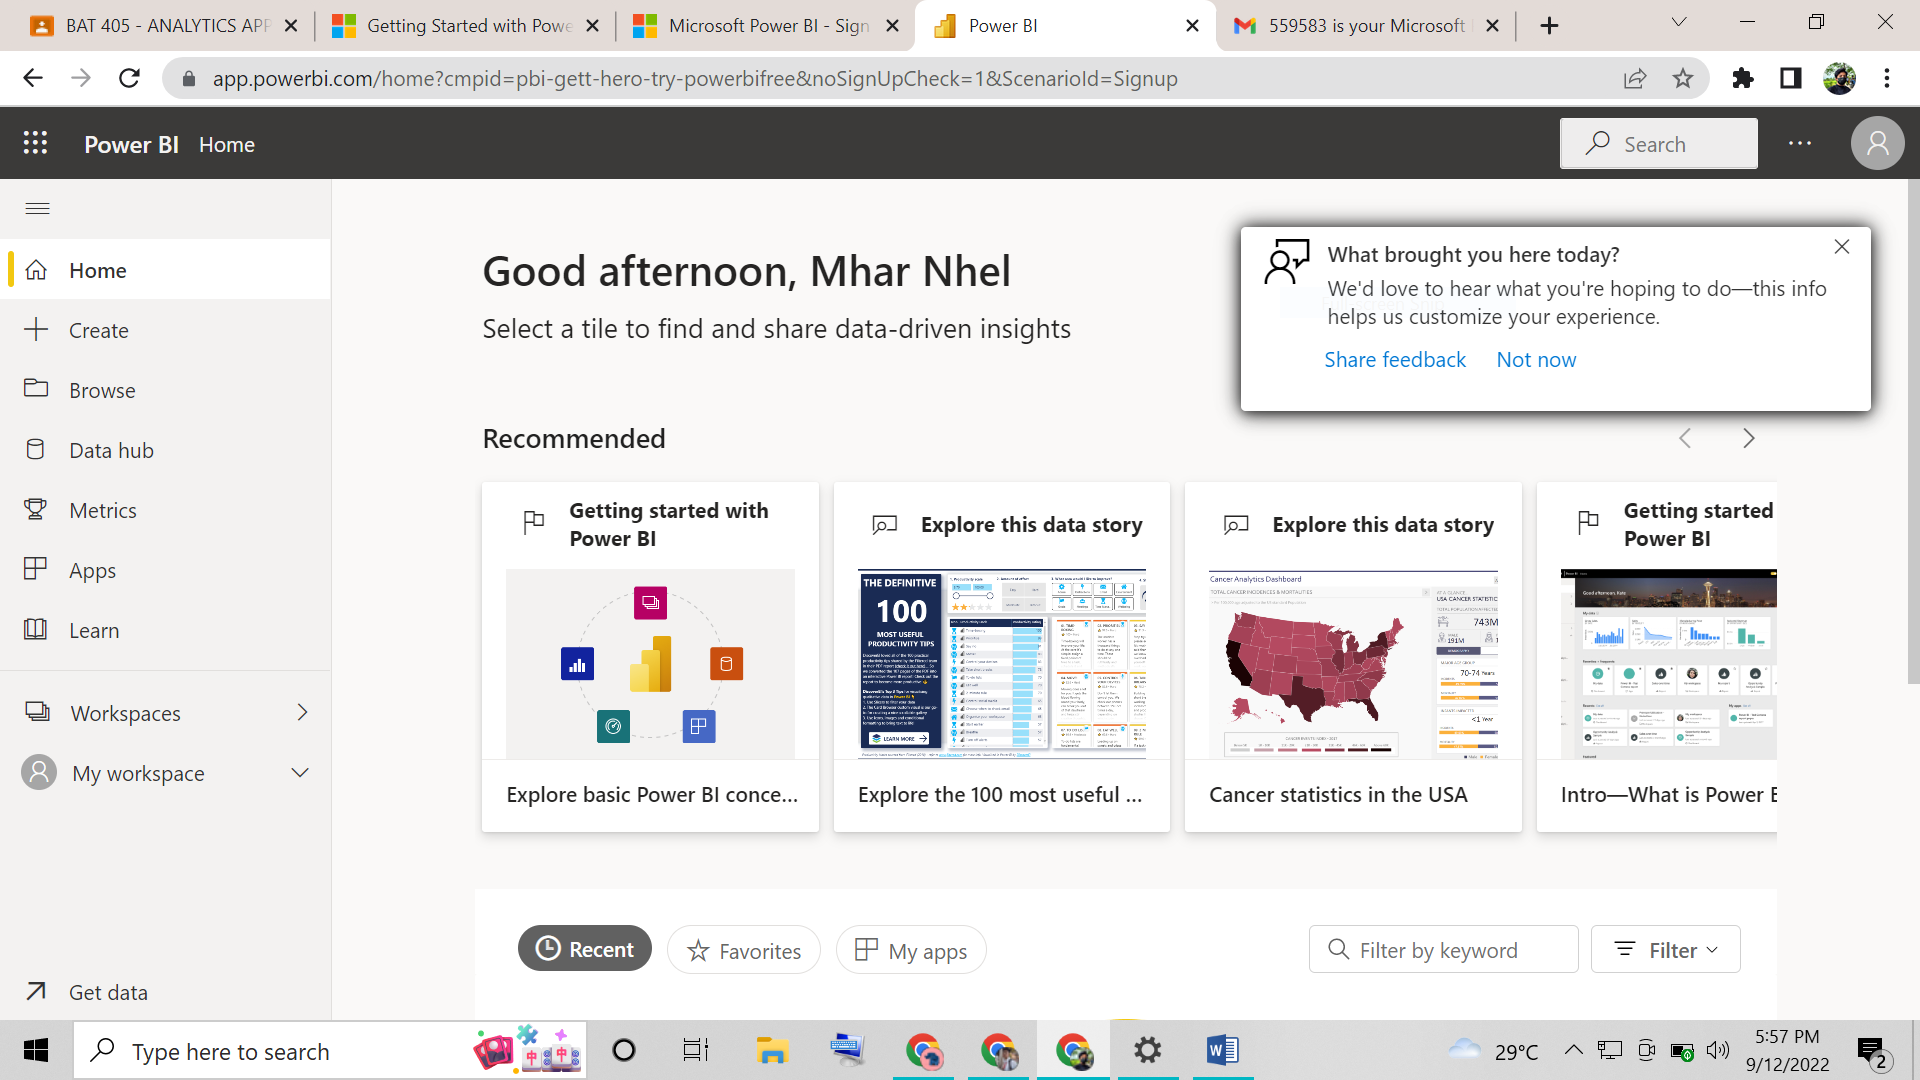 BAT 405 - ANALYTICS APP
Getting Started with Powe
Microsoft Power BI - Sign
Power BI
559583 is your Microsoft
app.powerbi.com/home?cmpid=pbi-gett-hero-try-powerbifree&noSignUpCheck=1&ScenarioId=Signup
Power BI Home
Search
Home
Create
Browse
Data hub
Metrics
Apps
Learn
Workspaces
My workspace
Get data
Good afternoon, Mhar Nhel
Select a tile to find and share data-driven insights
What brought you here today?
We'd love to hear what you're hoping to do—this info
helps us customize your experience.
Share feedback Not now
Recommended
Getting started with
Power BI
Explore basic Power BI conce...
Explore this data story
THE DEFINITIVE
100
MOST USEFUL
PRODUCTIVITY TIPS
LEARN MORE
Explore the 100 most useful ...
Explore this data story
Cancer Analytics Dashboard
TOTAL CANCER INCIDENCES & MORTALITIES
USA CANCER STATISTIC
743M
191M
70-74 Years
<1 Year
Cancer statistics in the USA
Getting started
Power BI
Intro—What is Power B
Recent
Favorites
My apps
Filter by keyword
Filter
Type here to search
29°C
5:57 PM
9/12/2022
2